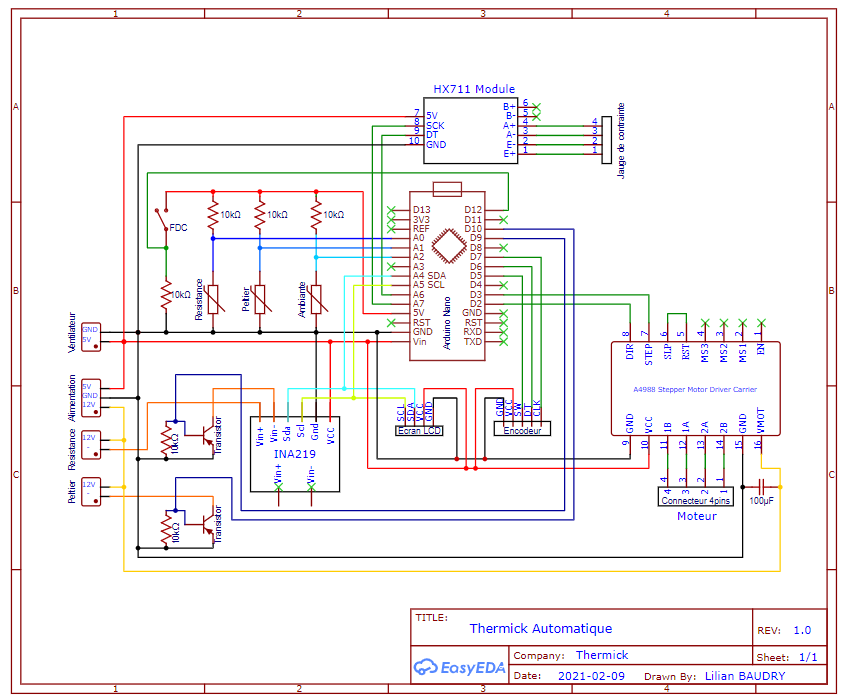 1 2 3 4
A A
B B
C C
HX711 Module
7 5V
8 SCK
9 DT
10 GND
B+ 6
B- 5
A+ 4
A- 3
E- 2
E+ 1
4
3
2
1
Jauge de contrainte
FDC
10kΩ
10kΩ
10kΩ
10kΩ
Resistance
Peltier
Ambiante
D13 D12
3V3 D11
REF D10
A0 D9
A1 D8
A2 D7
A3 D6
A4 SDA D5
A5 SCL D4
A6 D3
A7 D2
5V GND
RST RST
GND RXD
Vin TXD
Arduino Nano
Ventilateur
GND
5V
Alimentation
5V
GND
12V
Resistance
12V
-
Peltier
12V
-
10kΩ
Transistor
10kΩ
Transistor
Vin+ Vin- Sda Scl Gnd VCC
INA219
Vin+ Vin-
SCL SDA VCC GND
Ecran LCD
GND VCC SW DT CLK
Encodeur
8 7 6 5 4 3 2 1
DIR STEP SLP RST MS3 MS2 MS1 EN
A4988 Stepper Motor Driver Carrier
GND VCC 1B 1A 2A 2B GND VMOT
9 10 11 12 13 14 15 16
4 3 2 1
4 3 2 1
Connecteur 4pins
Moteur
100µF
TITLE:
Thermick Automatique
REV: 1.0
EasyEDA
Company: Thermick
Sheet: 1/1
Date: 2021-02-09
Drawn By: Lilian BAUDRY
1 2 3 4